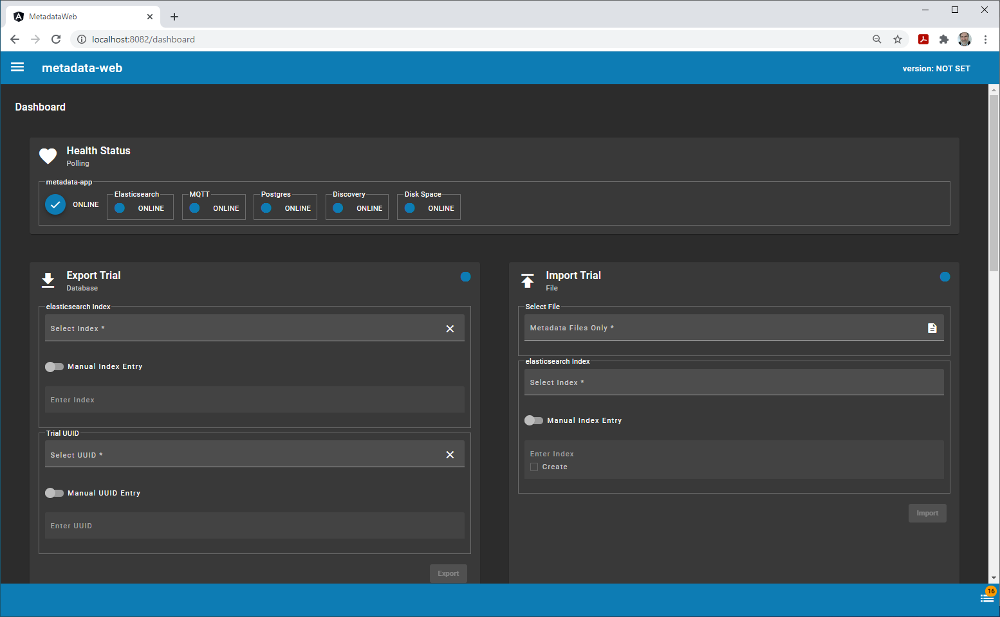 MetadataWeb
localhost:8082/dashboard
metadata-web
version: NOT SET
Dashboard
Health Status
Polling
metadata-app
ONLINE
Elasticsearch
ONLINE
MQTT
ONLINE
Postgres
ONLINE
Discovery
ONLINE
Disk Space
ONLINE
Export Trial
Database
elasticsearch Index
Select Index *
Manual Index Entry
Enter Index
Trial UUID
Select UUID *
Manual UUID Entry
Enter UUID
Export
Import Trial
File
Select File
Metadata Files Only *
elasticsearch Index
Select Index *
Manual Index Entry
Enter Index
Create
Import
16